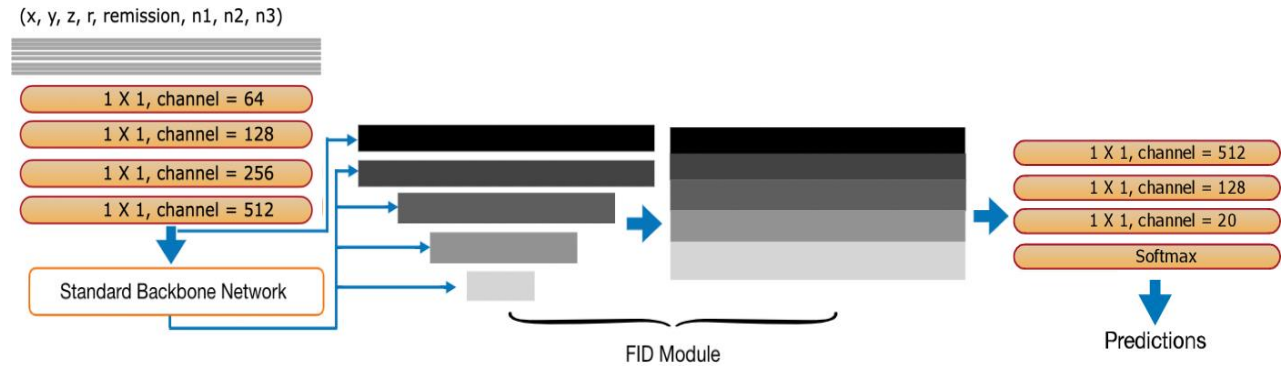 (x, y, z, r, remission, n1, n2, n3)
1 X 1, channel = 64
1 X 1, channel = 128
1 X 1, channel = 256
1 X 1, channel = 512
Standard Backbone Network
FID Module
1 X 1, channel = 512
1 X 1, channel = 128
1 X 1, channel = 20
Softmax
Predictions